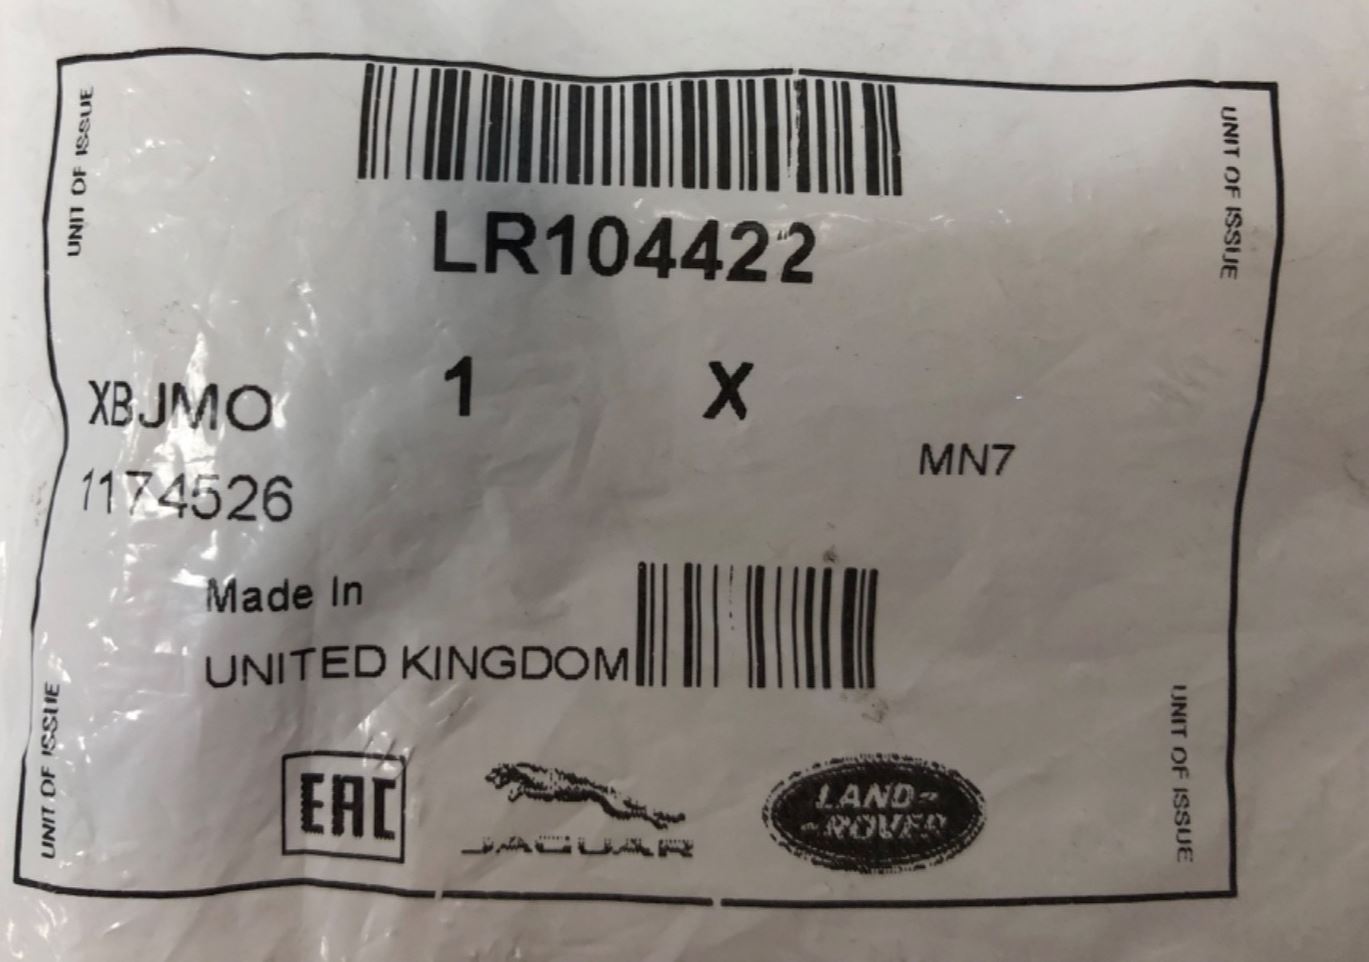 UNIT OF ISSUE
UNIT OF ISSUE
LR104422
1 X
XBJMO
MN7
1174526
Made In
UNITED KINGDOM
UNIT OF ISSUE
UNIT OF ISSUE
EAC
JAGUAR
LAND-
-ROVER